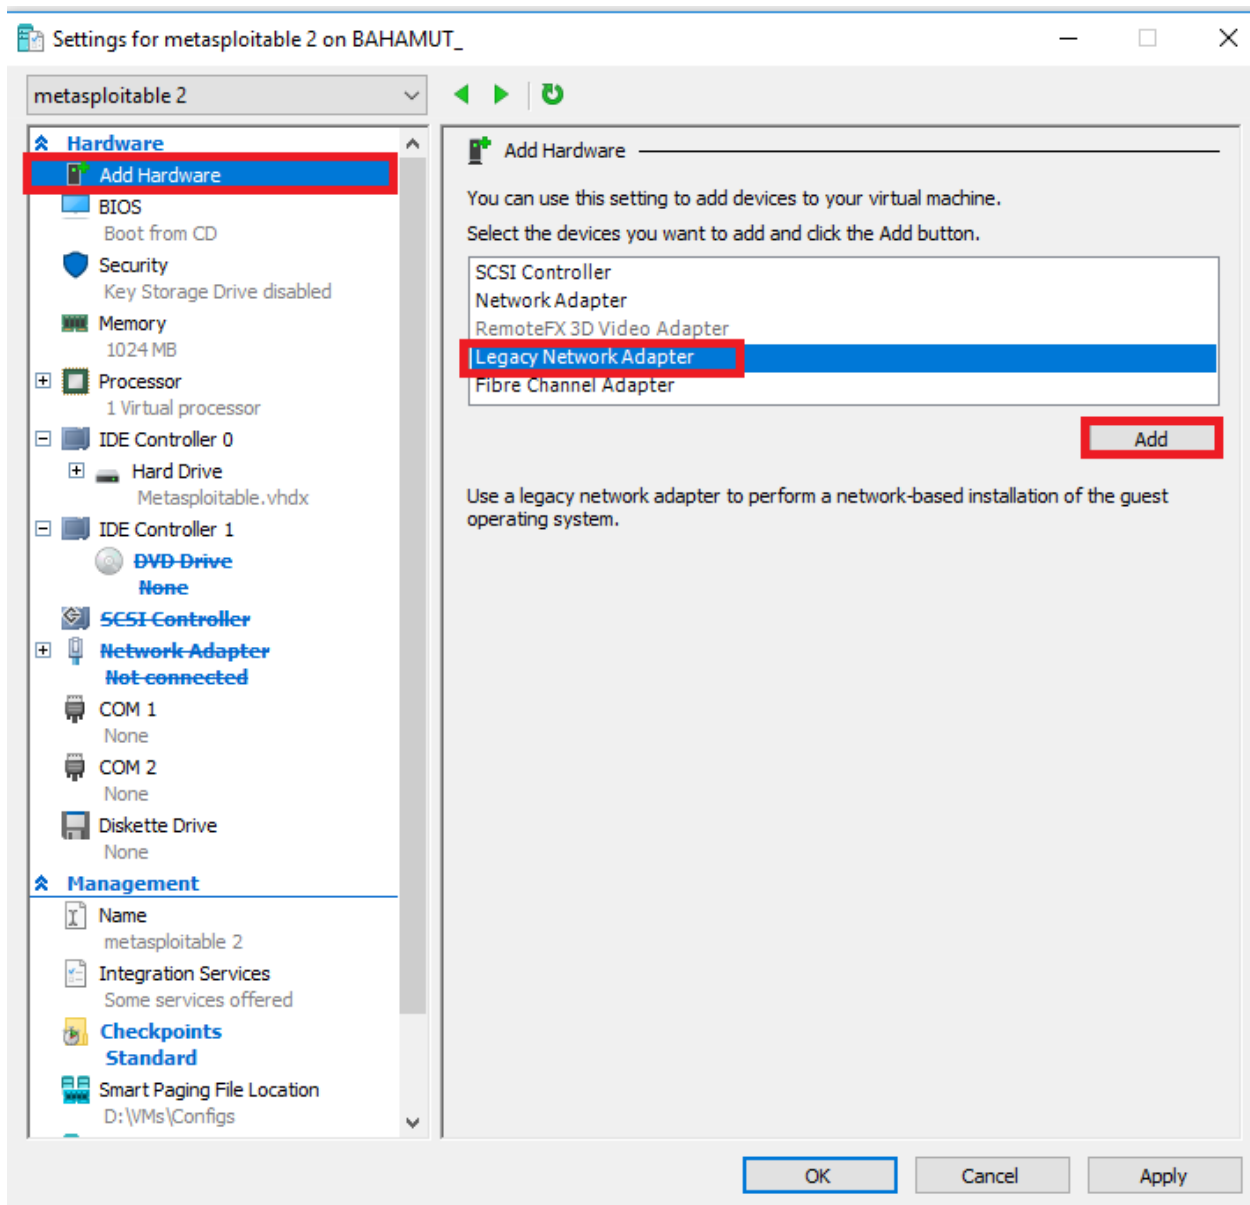 Settings for metasploitable 2 on BAHAMUT_
metasploitable 2
Hardware
Add Hardware
BIOS
Boot from CD
Security
Key Storage Drive disabled
Memory
1024 MB
Processor
1 Virtual processor
IDE Controller 0
Hard Drive
Metasploitable.vhdx
IDE Controller 1
DVD Drive
None
SCSI Controller
Network Adapter
Not connected
COM 1
None
COM 2
None
Diskette Drive
None
Management
Name
metasploitable 2
Integration Services
Some services offered
Checkpoints
Standard
Smart Paging File Location
D:\VMs\Configs
Add Hardware
You can use this setting to add devices to your virtual machine.
Select the devices you want to add and click the Add button.
SCSI Controller
Network Adapter
RemoteFX 3D Video Adapter
Legacy Network Adapter
Fibre Channel Adapter
Add
Use a legacy network adapter to perform a network-based installation of the guest
operating system.
OK
Cancel
Apply